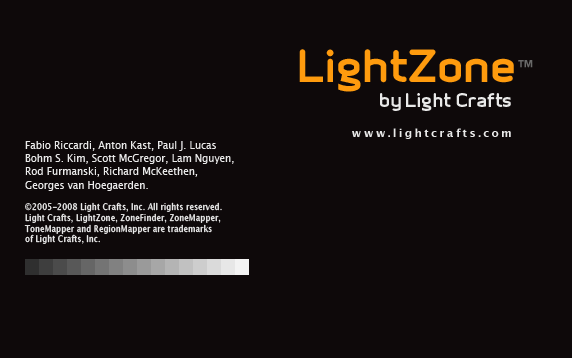 LightZone™
by Light Crafts
www.lightcrafts.com
Fabio Riccardi, Anton Kast, Paul J. Lucas
Bohm S. Kim, Scott McGregor, Lam Nguyen,
Rod Furmanski, Richard McKeethen,
Georges van Hoegaerden.
©2005-2008 Light Crafts, Inc. All rights reserved.
Light Crafts, LightZone, ZoneFinder, ZoneMapper,
ToneMapper and RegionMapper are trademarks
of Light Crafts, Inc.